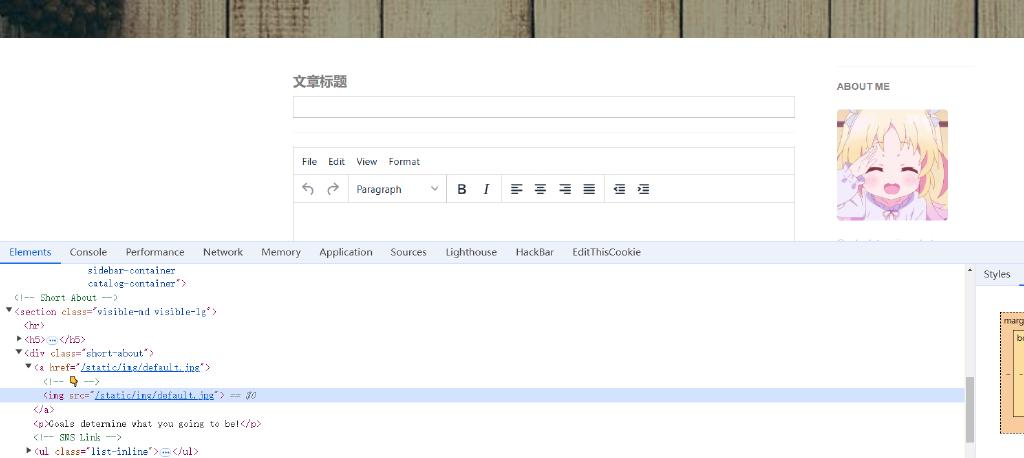 文章标题
ABOUT ME
File Edit View Format
Paragraph B I
Elements Console Performance Network Memory Application Sources Lighthouse HackBar EditThisCookie
Styles
sidebar-container
catalog-container">
<!-- Short About -->
<section class="visible-md visible-lg">
<hr>
<h5>…</h5>
<div class="short-about">
<a href="/static/img/default.jpg">
<!-- 👇 -->
<img src="/static/img/default.jpg"> == $0
</a>
<p>Goals determine what you going to be!</p>
<!-- SNS Link -->
<ul class="list-inline">…</ul>
marg
b